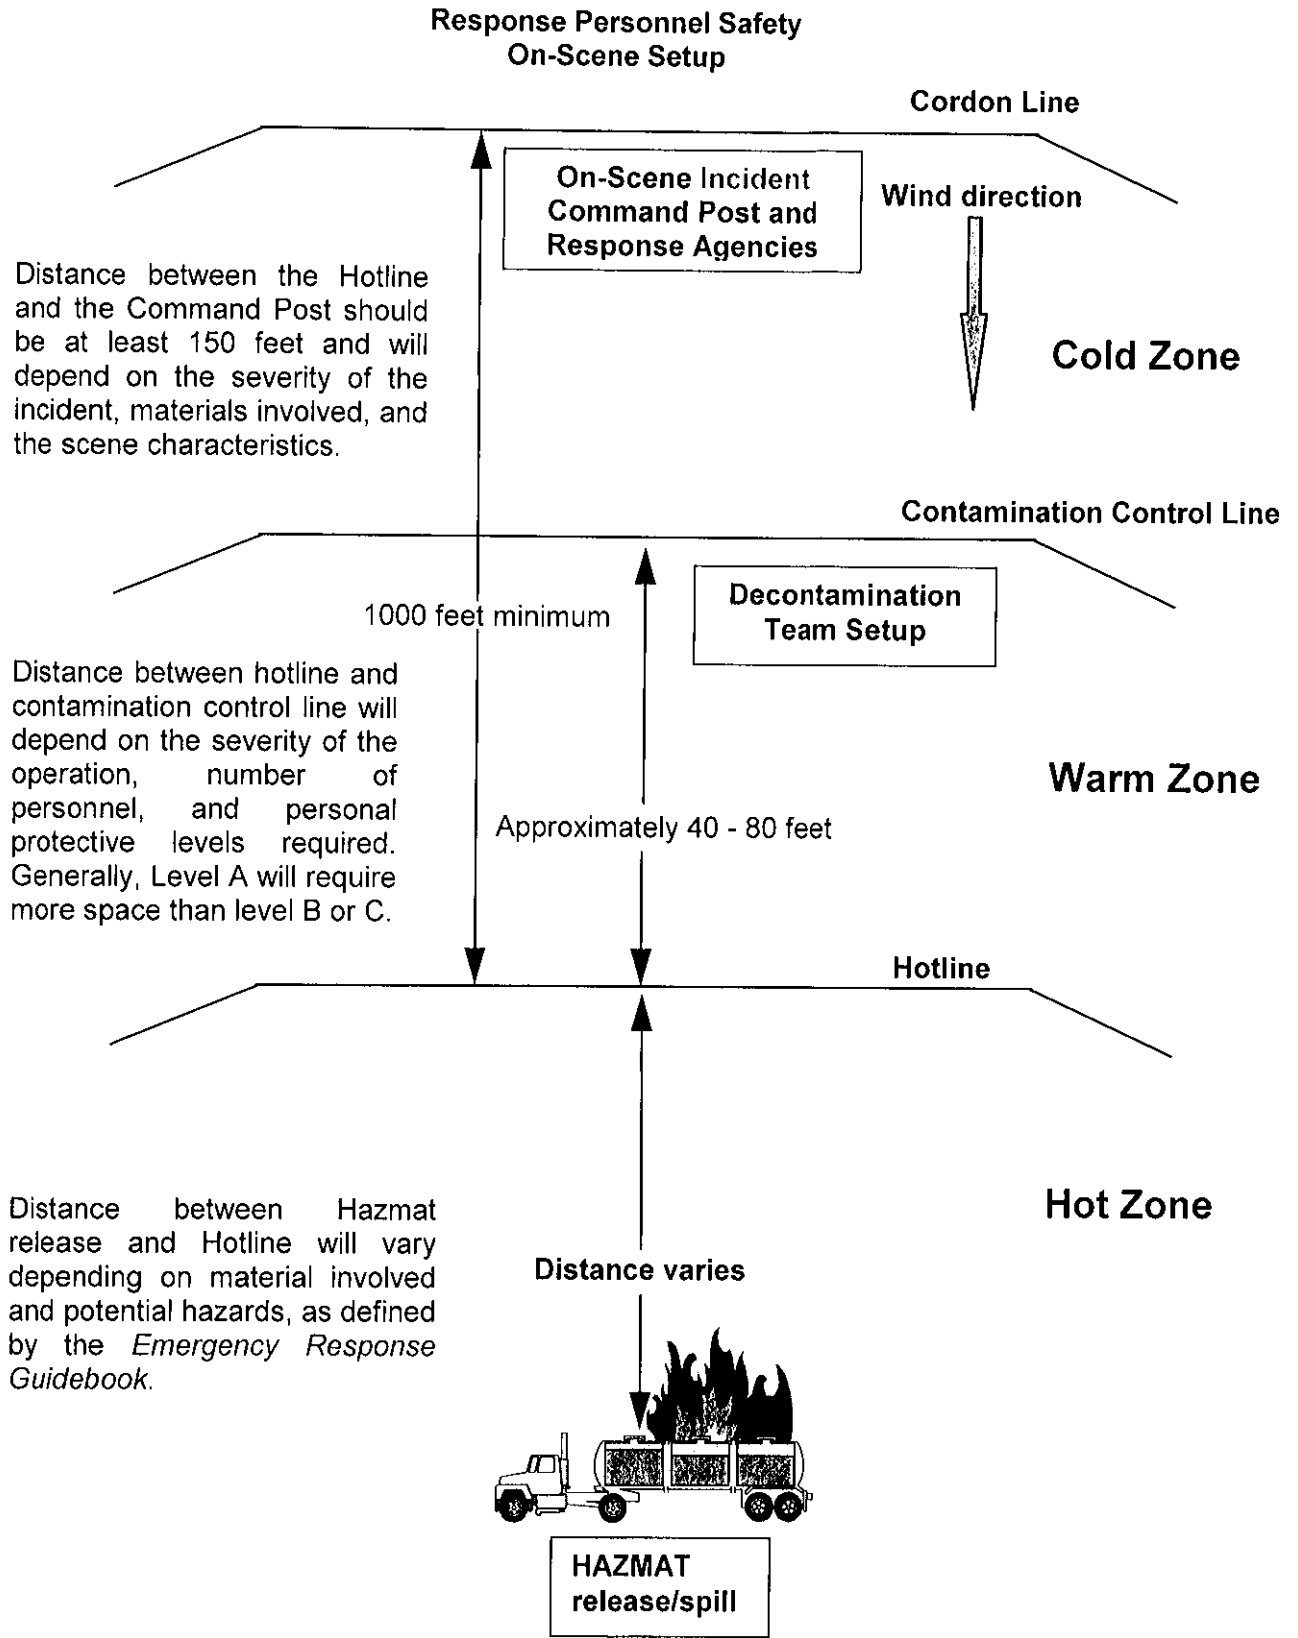 Response Personnel Safety
On-Scene Setup
Cordon Line
On-Scene Incident
Command Post and
Response Agencies
Wind direction
Distance between the Hotline
and the Command Post should
be at least 150 feet and will
depend on the severity of the
incident, materials involved, and
the scene characteristics.
Cold Zone
Contamination Control Line
Decontamination
Team Setup
1000 feet minimum
Distance between hotline and
contamination control line will
depend on the severity of the
operation, number of
personnel, and personal
protective levels required.
Generally, Level A will require
more space than level B or C.
Warm Zone
Approximately 40 - 80 feet
Hotline
Hot Zone
Distance between Hazmat
release and Hotline will vary
depending on material involved
and potential hazards, as defined
by the Emergency Response
Guidebook.
Distance varies
HAZMAT
release/spill